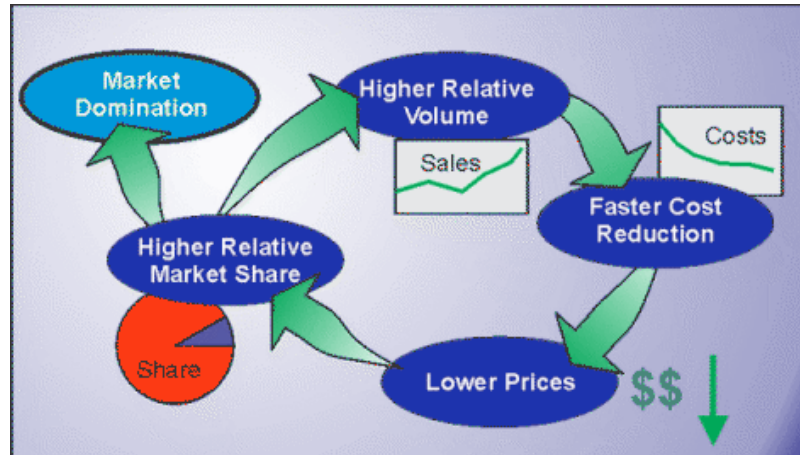 Market
Domination
Higher Relative
Volume
Sales
Costs
Faster Cost
Reduction
Higher Relative
Market Share
Share
Lower Prices
$$